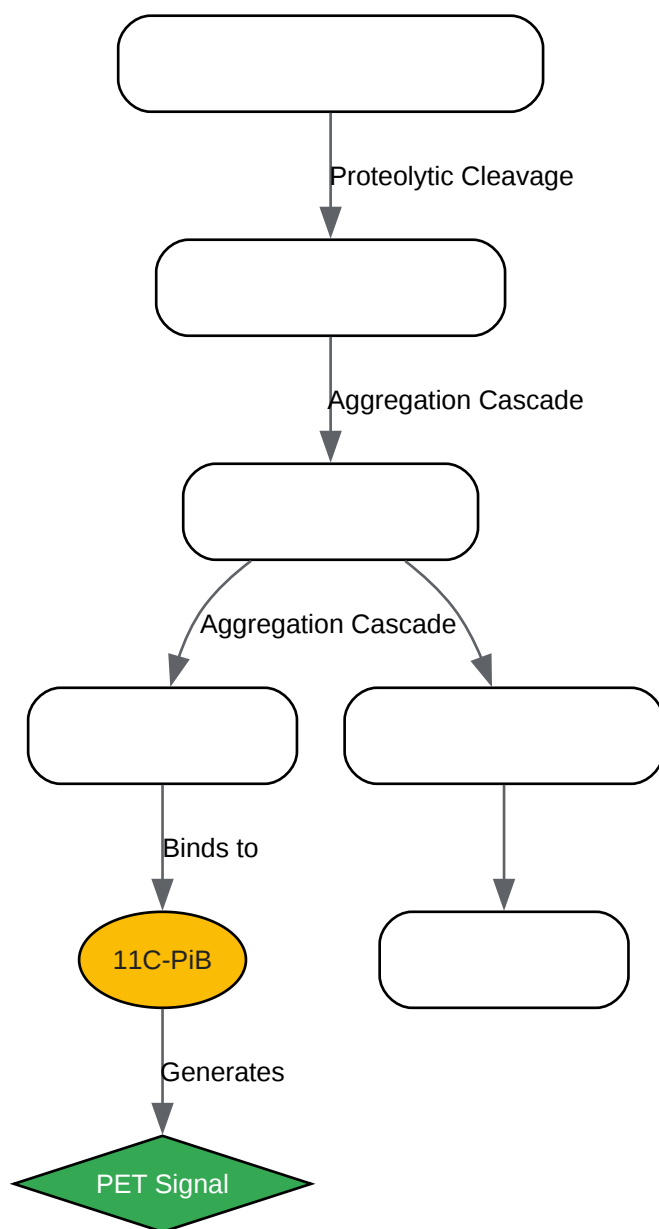 Proteolytic Cleavage
Aggregation Cascade
Aggregation Cascade
Binds to
11C-PiB
Generates
PET Signal